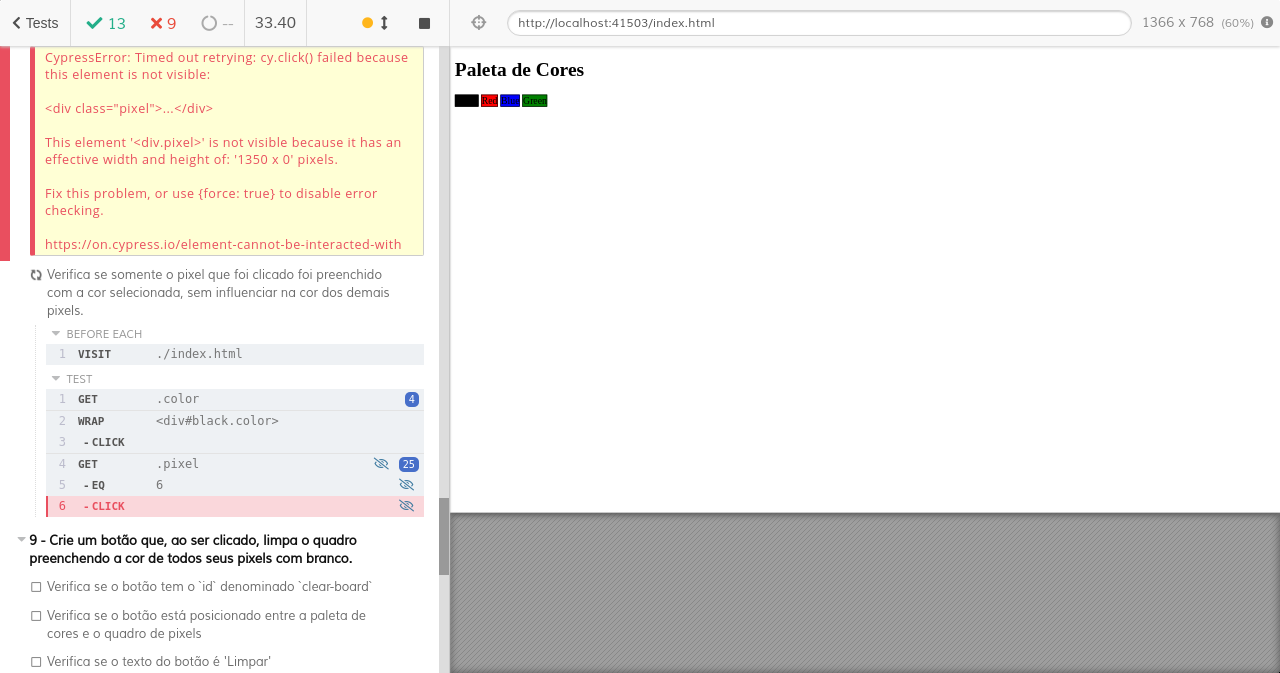 Tests 13 9 -- 33.40 http://localhost:41503/index.html 1366 x 768 (60%)
CypressError: Timed out retrying: cy.click() failed because
this element is not visible:
<div class="pixel">...</div>
This element '<div.pixel>' is not visible because it has an
effective width and height of: '1350 x 0' pixels.
Fix this problem, or use {force: true} to disable error
checking.
https://on.cypress.io/element-cannot-be-interacted-with
Verifica se somente o pixel que foi clicado foi preenchido
com a cor selecionada, sem influenciar na cor dos demais
pixels.
BEFORE EACH
1 VISIT ./index.html
TEST
1 GET .color 4
2 WRAP <div#black.color>
3 - CLICK
4 GET .pixel 25
5 - EQ 6
6 - CLICK
9 - Crie um botão que, ao ser clicado, limpa o quadro
preenchendo a cor de todos seus pixels com branco.
Verifica se o botão tem o `id` denominado `clear-board`
Verifica se o botão está posicionado entre a paleta de
cores e o quadro de pixels
Verifica se o texto do botão é 'Limpar'
Paleta de Cores
Red Blue Green